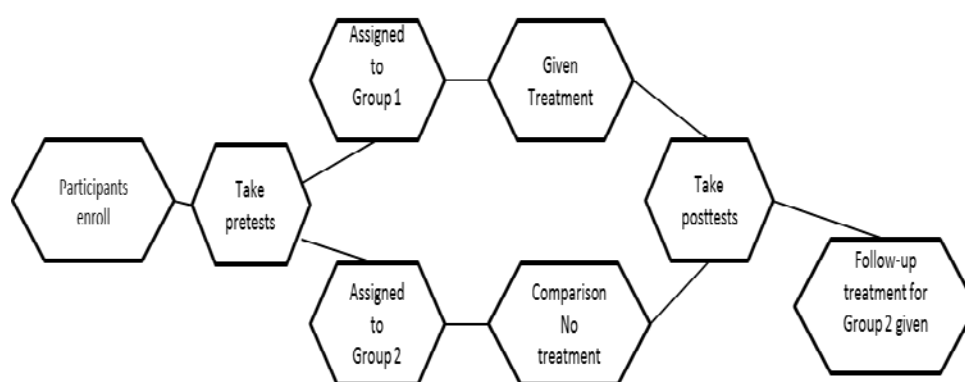 Participants
enroll
Take
pretests
Assigned
to
Group 1
Given
Treatment
Assigned
to
Group 2
Comparison
No
treatment
Take
posttests
Follow-up
treatment for
Group 2 given